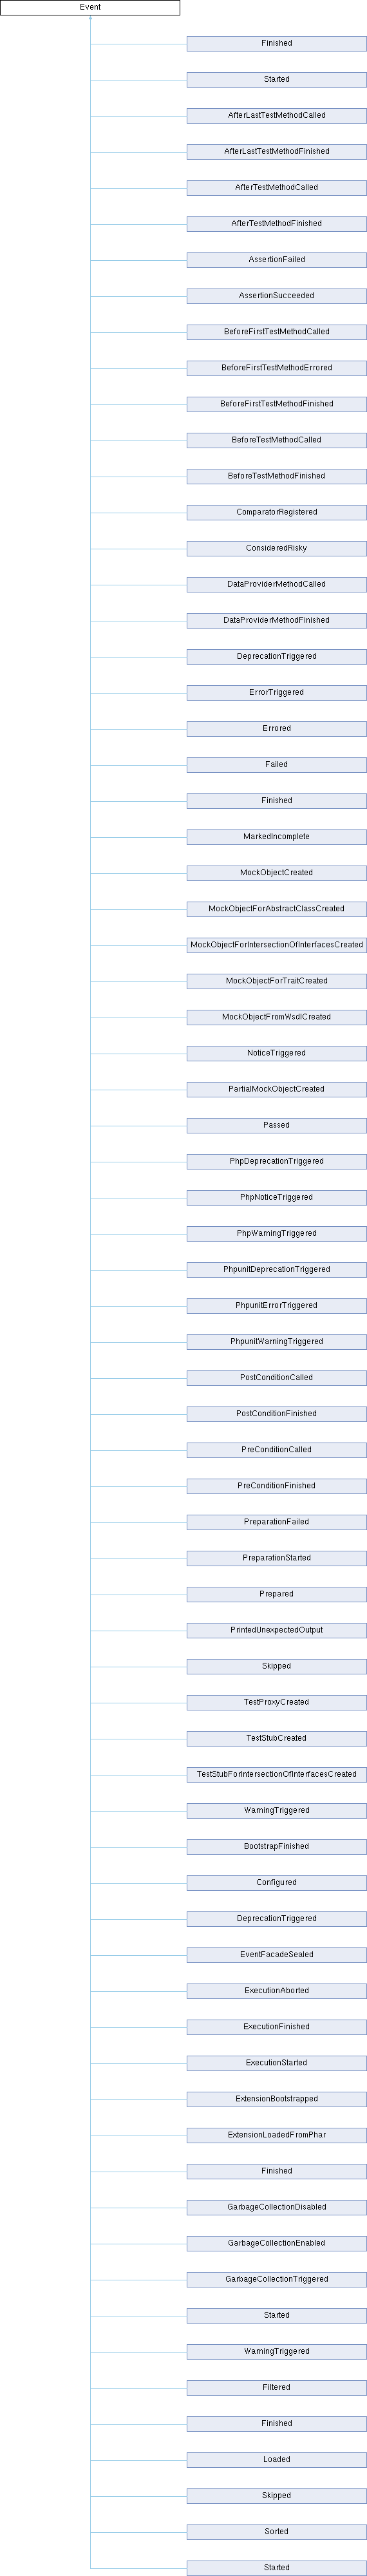 Event
Finished
Started
AfterLastTestMethodCalled
AfterLastTestMethodFinished
AfterTestMethodCalled
AfterTestMethodFinished
AssertionFailed
AssertionSucceeded
BeforeFirstTestMethodCalled
BeforeFirstTestMethodErrored
BeforeFirstTestMethodFinished
BeforeTestMethodCalled
BeforeTestMethodFinished
ComparatorRegistered
ConsideredRisky
DataProviderMethodCalled
DataProviderMethodFinished
DeprecationTriggered
ErrorTriggered
Errored
Failed
Finished
MarkedIncomplete
MockObjectCreated
MockObjectForAbstractClassCreated
MockObjectForIntersectionOfInterfacesCreated
MockObjectForTraitCreated
MockObjectFromWsdlCreated
NoticeTriggered
PartialMockObjectCreated
Passed
PhpDeprecationTriggered
PhpNoticeTriggered
PhpWarningTriggered
PhpunitDeprecationTriggered
PhpunitErrorTriggered
PhpunitWarningTriggered
PostConditionCalled
PostConditionFinished
PreConditionCalled
PreConditionFinished
PreparationFailed
PreparationStarted
Prepared
PrintedUnexpectedOutput
Skipped
TestProxyCreated
TestStubCreated
TestStubForIntersectionOfInterfacesCreated
WarningTriggered
BootstrapFinished
Configured
DeprecationTriggered
EventFacadeSealed
ExecutionAborted
ExecutionFinished
ExecutionStarted
ExtensionBootstrapped
ExtensionLoadedFromPhar
Finished
GarbageCollectionDisabled
GarbageCollectionEnabled
GarbageCollectionTriggered
Started
WarningTriggered
Filtered
Finished
Loaded
Skipped
Sorted
Started